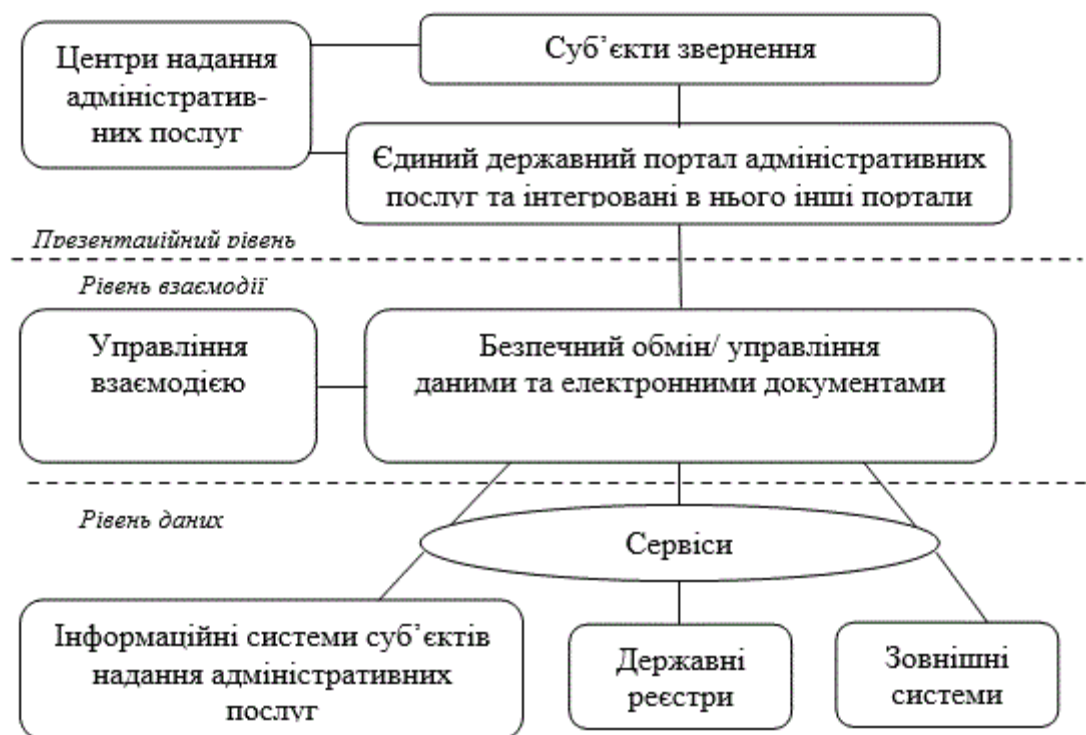 Центри надання
адміністратив-
них послуг
Суб’єкти звернення
Єдиний державний портал адміністративних
послуг та інтегровані в нього інші портали
Презентаційний рівень
Рівень взаємодії
Управління
взаємодією
Безпечний обмін/ управління
даними та електронними документами
Рівень даних
Сервіси
Інформаційні системи суб’єктів
надання адміністративних
послуг
Державні
реєстри
Зовнішні
системи